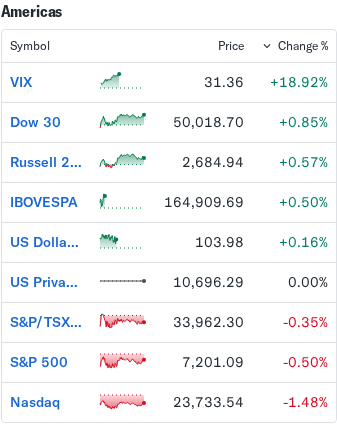 Americas
Symbol Price Change %
VIX 31.36 +18.92%
Dow 30 50,018.70 +0.85%
Russell 2... 2,684.94 +0.57%
IBOVESPA 164,909.69 +0.50%
US Dolla... 103.98 +0.16%
US Priva... 10,696.29 0.00%
S&P/TSX... 33,962.30 -0.35%
S&P 500 7,201.09 -0.50%
Nasdaq 23,733.54 -1.48%